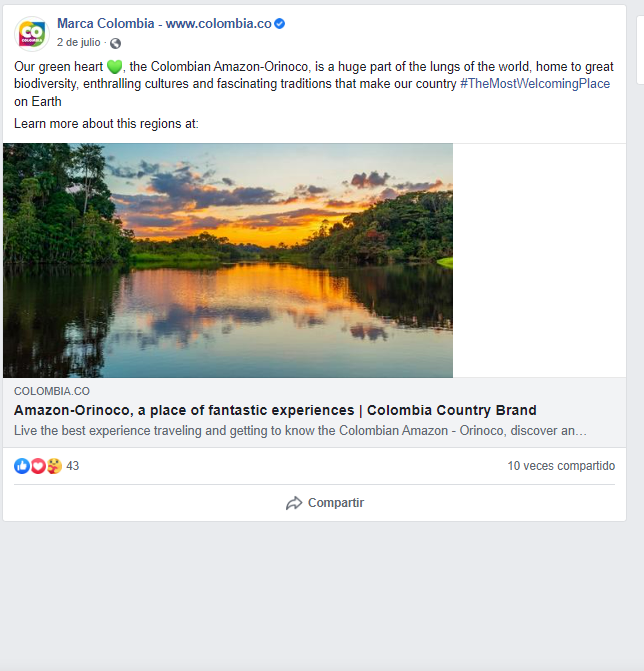 Marca Colombia - www.colombia.co
2 de julio ·
Our green heart 💚, the Colombian Amazon-Orinoco, is a huge part of the lungs of the world, home to great
biodiversity, enthralling cultures and fascinating traditions that make our country #TheMostWelcomingPlace
on Earth
Learn more about this regions at:
COLOMBIA.CO
Amazon-Orinoco, a place of fantastic experiences | Colombia Country Brand
Live the best experience traveling and getting to know the Colombian Amazon - Orinoco, discover an…
43
10 veces compartido
Compartir